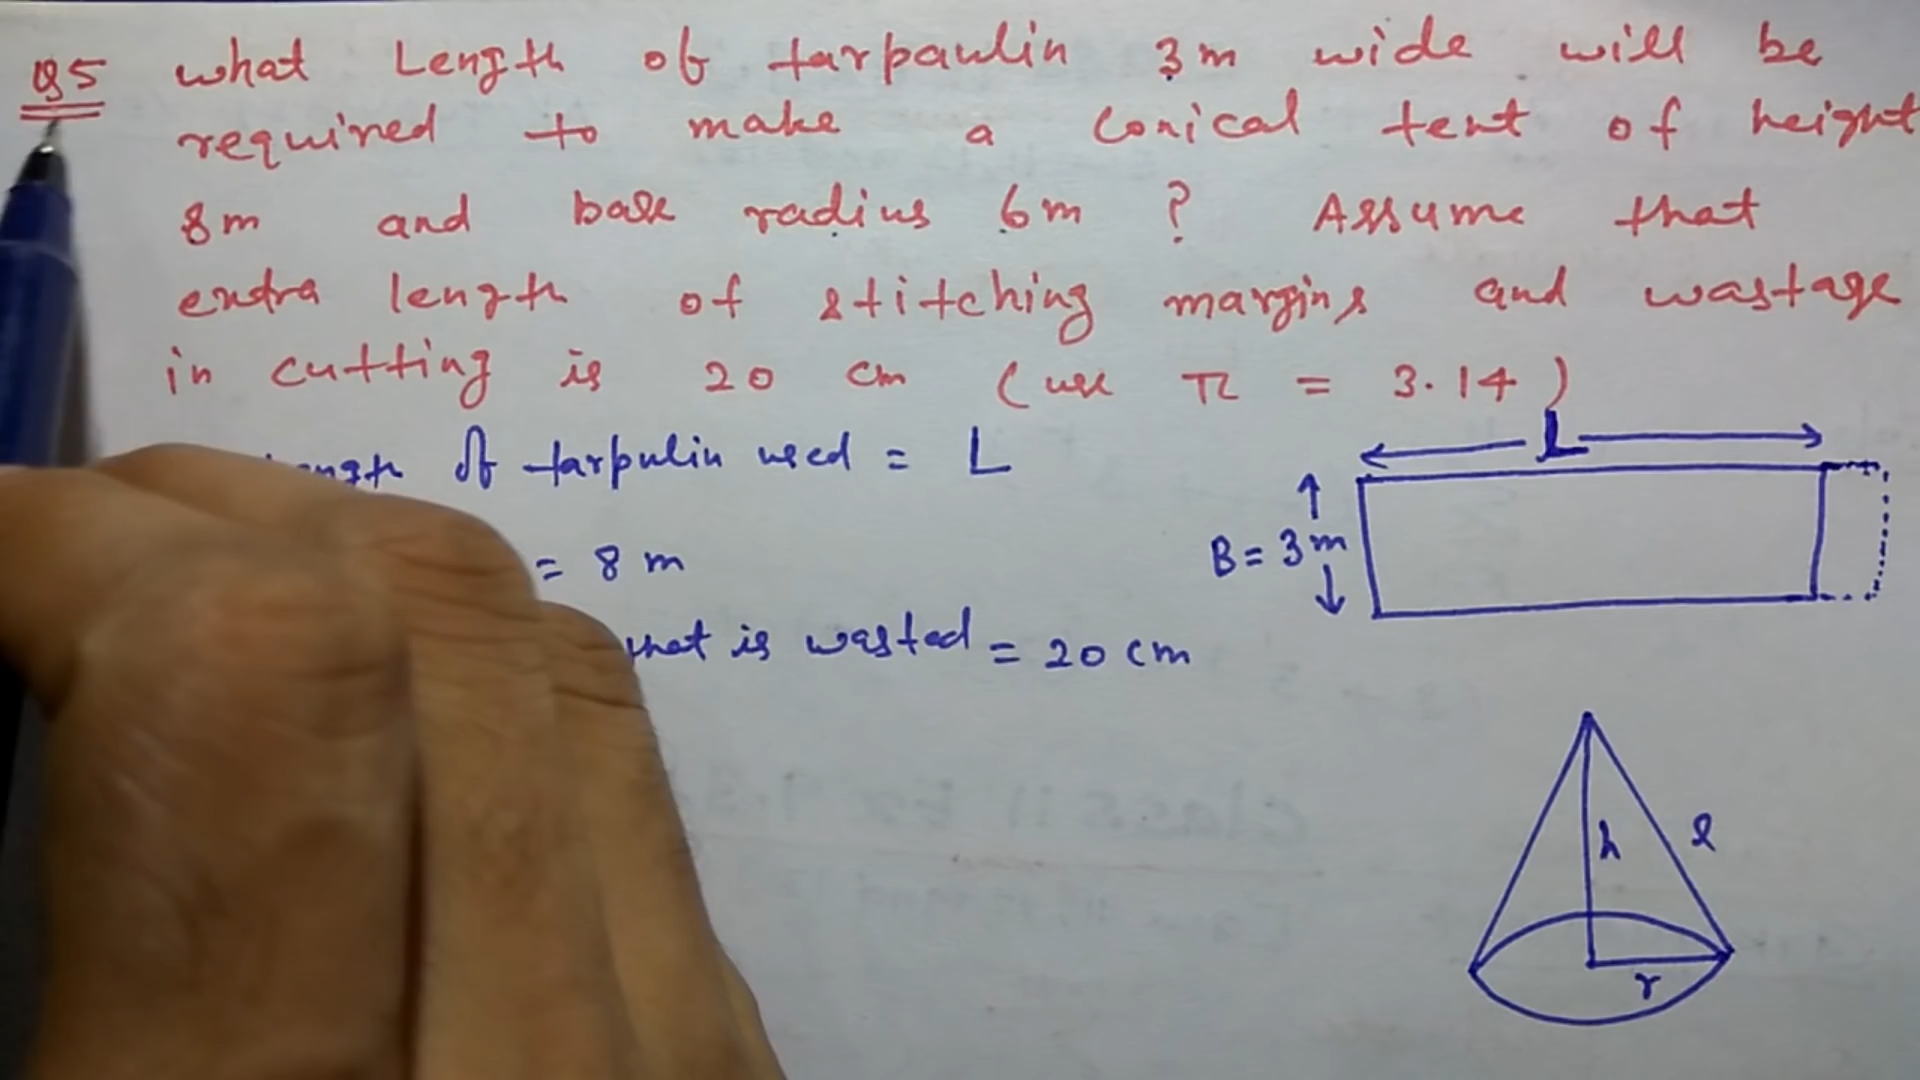 Q5 what Length of tarpaulin 3m wide will be
required to make a conical tent of height
8m and base radius 6m ? Assume that
extra length of stitching margins and wastage
in cutting is 20 cm (use π = 3.14)
of tarpulin used = L
L
B = 3m
= 8 m
that is wasted = 20 cm
h
l
r